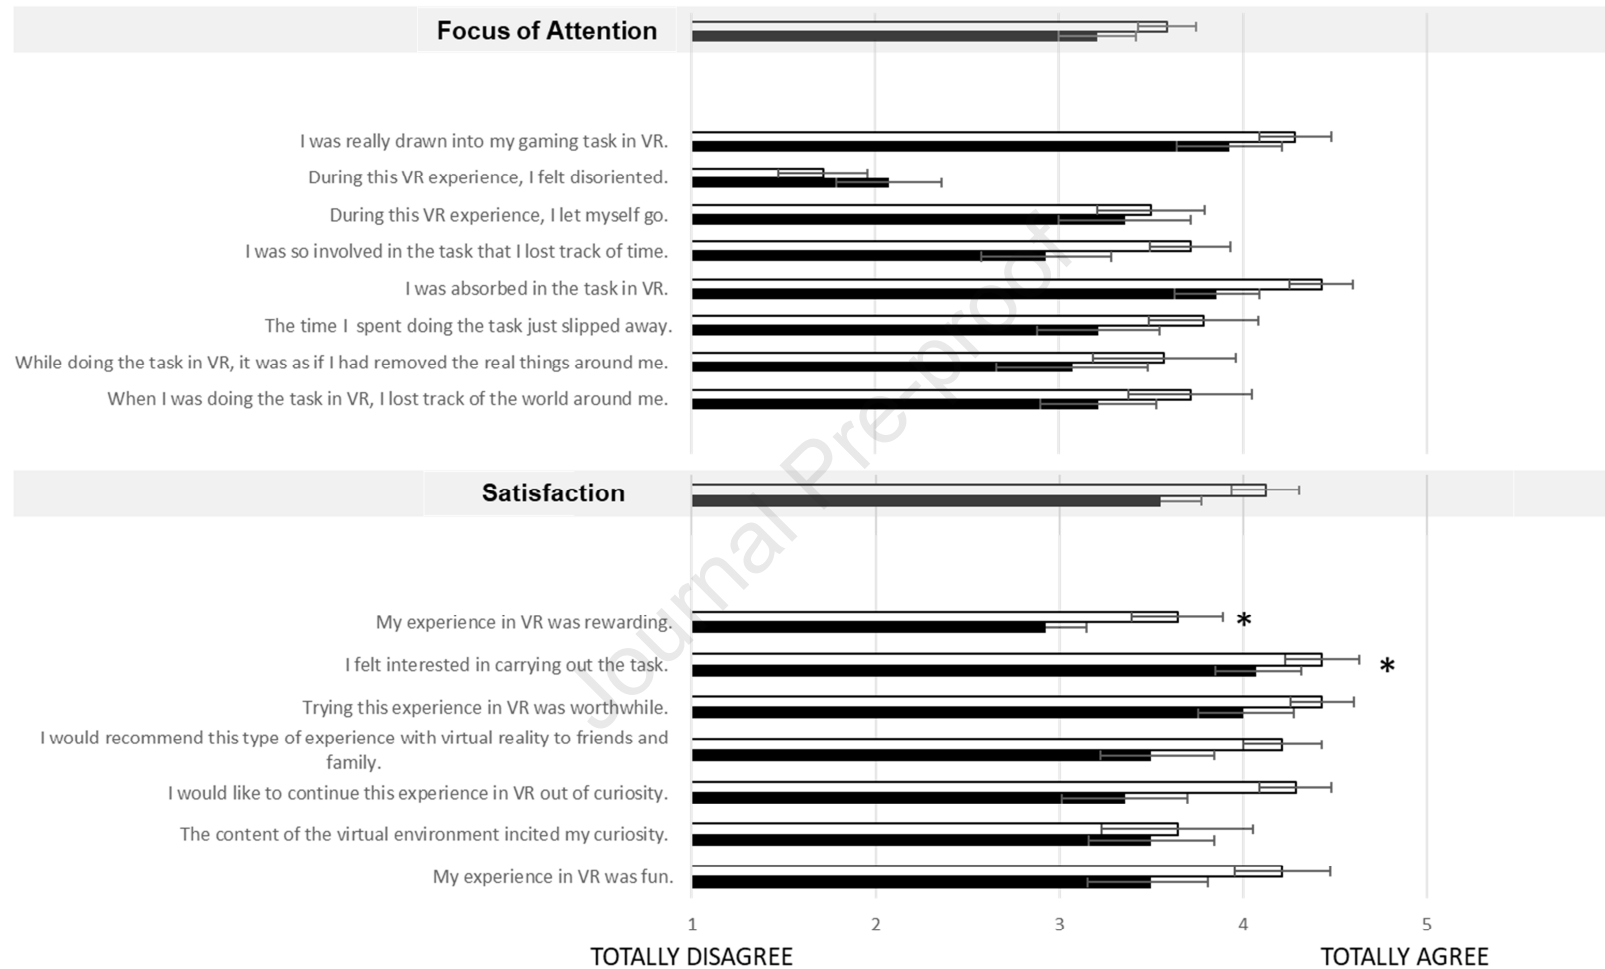 Focus of Attention
I was really drawn into my gaming task in VR.
During this VR experience, I felt disoriented.
During this VR experience, I let myself go.
I was so involved in the task that I lost track of time.
I was absorbed in the task in VR.
The time I spent doing the task just slipped away.
While doing the task in VR, it was as if I had removed the real things around me.
When I was doing the task in VR, I lost track of the world around me.
Satisfaction
My experience in VR was rewarding.
*
I felt interested in carrying out the task.
*
Trying this experience in VR was worthwhile.
I would recommend this type of experience with virtual reality to friends and
family.
I would like to continue this experience in VR out of curiosity.
The content of the virtual environment incited my curiosity.
My experience in VR was fun.
1 2 3 4 5
TOTALLY DISAGREE TOTALLY AGREE
Journal Pre-proof